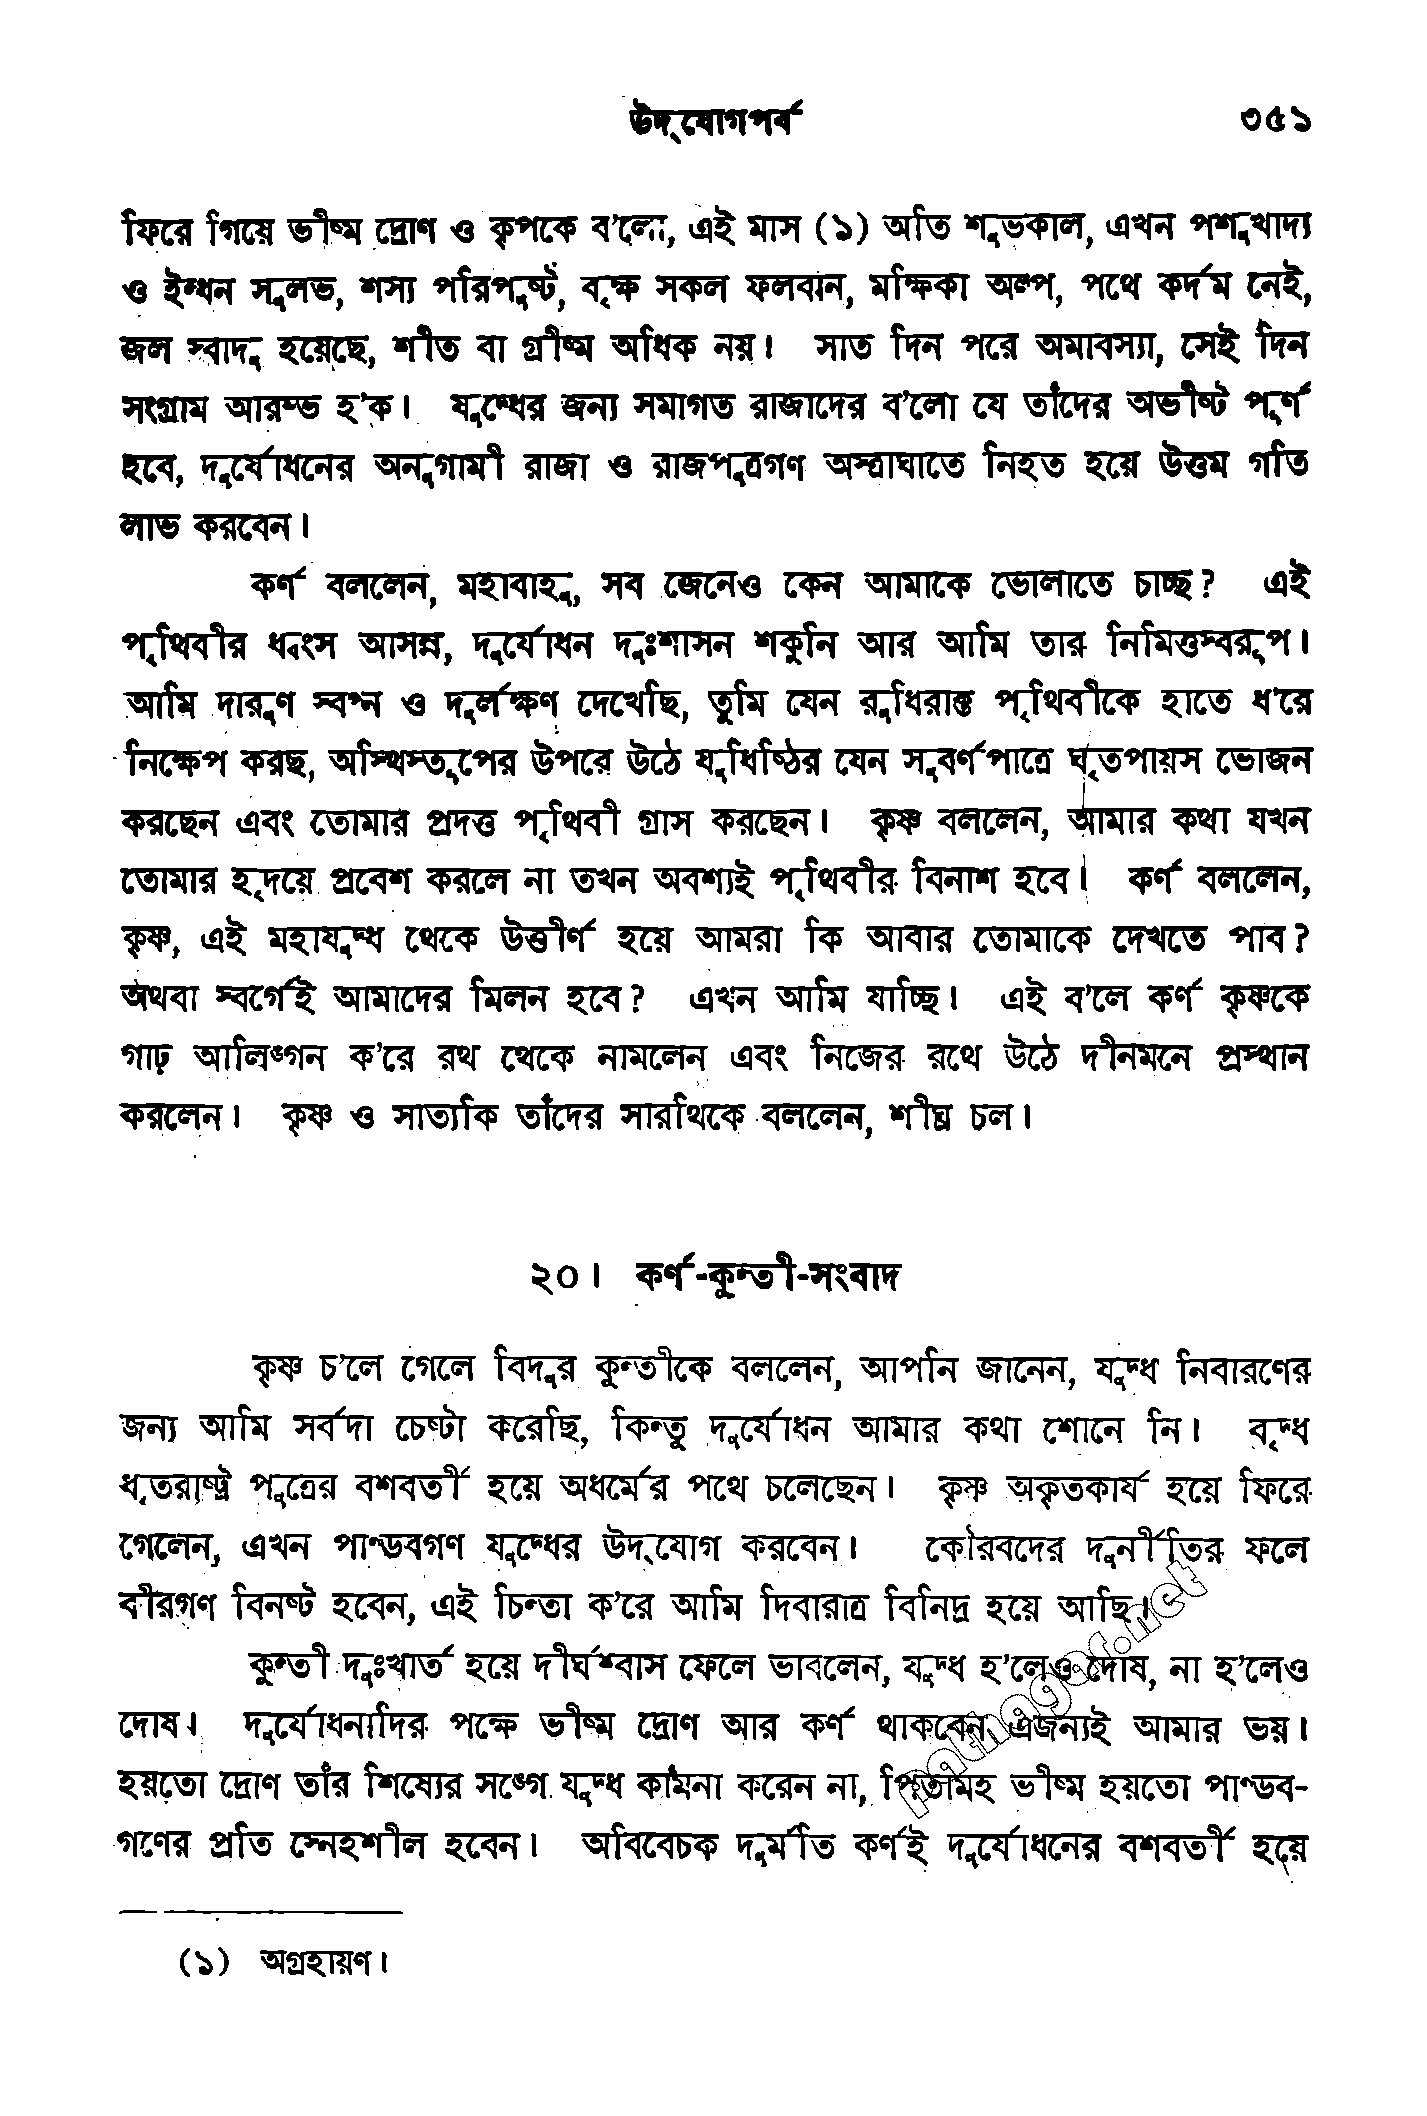 উদ্‌যোগপর্ব ৩৫১
ফিরে গিয়ে ভীষ্ম দ্রোণ ও কৃপকে ব'লো, এই মাস (১) অতি শুভকাল, এখন পশুখাদ্য
ও ইন্ধন সুলভ, শস্য পরিপুষ্ট, বৃক্ষ সকল ফলবান, মক্ষিকা অল্প, পথে কর্দম নেই,
জল স্বাদু হয়েছে, শীত বা গ্রীষ্ম অধিক নয়। সাত দিন পরে অমাবস্যা, সেই দিন
সংগ্রাম আরম্ভ হ'ক। যুদ্ধের জন্য সমাগত রাজাদের ব'লো যে তাঁদের অভীষ্ট পূর্ণ
হবে, দুর্যোধনের অনুগামী রাজা ও রাজপুত্রগণ অস্ত্রাঘাতে নিহত হয়ে উত্তম গতি
লাভ করবেন।
কর্ণ বললেন, মহাবাহু, সব জেনেও কেন আমাকে ভোলাতে চাচ্ছ? এই
পৃথিবীর ধ্বংস আসন্ন, দুর্যোধন দুঃশাসন শকুনি আর আমি তার নিমিত্তস্বরূপ।
আমি দারুণ স্বপ্ন ও দুর্লক্ষণ দেখেছি, তুমি যেন রুধিরাক্ত পৃথিবীকে হাতে ধ'রে
নিক্ষেপ করছ, অস্থিস্তূপের উপরে উঠে যুধিষ্ঠির যেন সুবর্ণপাত্রে ঘৃতপায়স ভোজন
করছেন এবং তোমার প্রদত্ত পৃথিবী গ্রাস করছেন। কৃষ্ণ বললেন, আমার কথা যখন
তোমার হৃদয়ে প্রবেশ করলে না তখন অবশ্যই পৃথিবীর বিনাশ হবে। কর্ণ বললেন,
কৃষ্ণ, এই মহাযুদ্ধ থেকে উত্তীর্ণ হয়ে আমরা কি আবার তোমাকে দেখতে পাব?
অথবা স্বর্গেই আমাদের মিলন হবে? এখন আমি যাচ্ছি। এই ব'লে কর্ণ কৃষ্ণকে
গাঢ় আলিঙ্গন ক'রে রথ থেকে নামলেন এবং নিজের রথে উঠে দীনমনে প্রস্থান
করলেন। কৃষ্ণ ও সাত্যকি তাঁদের সারথিকে বললেন, শীঘ্র চল।
২০। কর্ণ-কুন্তী-সংবাদ
কৃষ্ণ চ'লে গেলে বিদুর কুন্তীকে বললেন, আপনি জানেন, যুদ্ধ নিবারণের
জন্য আমি সর্বদা চেষ্টা করেছি, কিন্তু দুর্যোধন আমার কথা শোনে নি। বৃদ্ধ
ধৃতরাষ্ট্র পুত্রের বশবর্তী হয়ে অধর্মের পথে চলেছেন। কৃষ্ণ অকৃতকার্য হয়ে ফিরে
গেলেন, এখন পাণ্ডবগণ যুদ্ধের উদ্‌যোগ করবেন। কৌরবদের দুর্নীতির ফলে
বীরগণ বিনষ্ট হবেন, এই চিন্তা ক'রে আমি দিবারাত্র বিনিদ্র হয়ে আছি।
কুন্তী দুঃখার্ত হয়ে দীর্ঘশ্বাস ফেলে ভাবলেন, যুদ্ধ হ'লেও দোষ, না হ'লেও
দোষ। দুর্যোধনাদির পক্ষে ভীষ্ম দ্রোণ আর কর্ণ থাকবেন, এজন্যই আমার ভয়।
হয়তো দ্রোণ তাঁর শিষ্যের সঙ্গে যুদ্ধ কামনা করেন না, পিতামহ ভীষ্ম হয়তো পাণ্ডব-
গণের প্রতি স্নেহশীল হবেন। অবিবেচক দুর্মতি কর্ণই দুর্যোধনের বশবর্তী হয়ে
(১) অগ্রহায়ণ।
pathagar.net